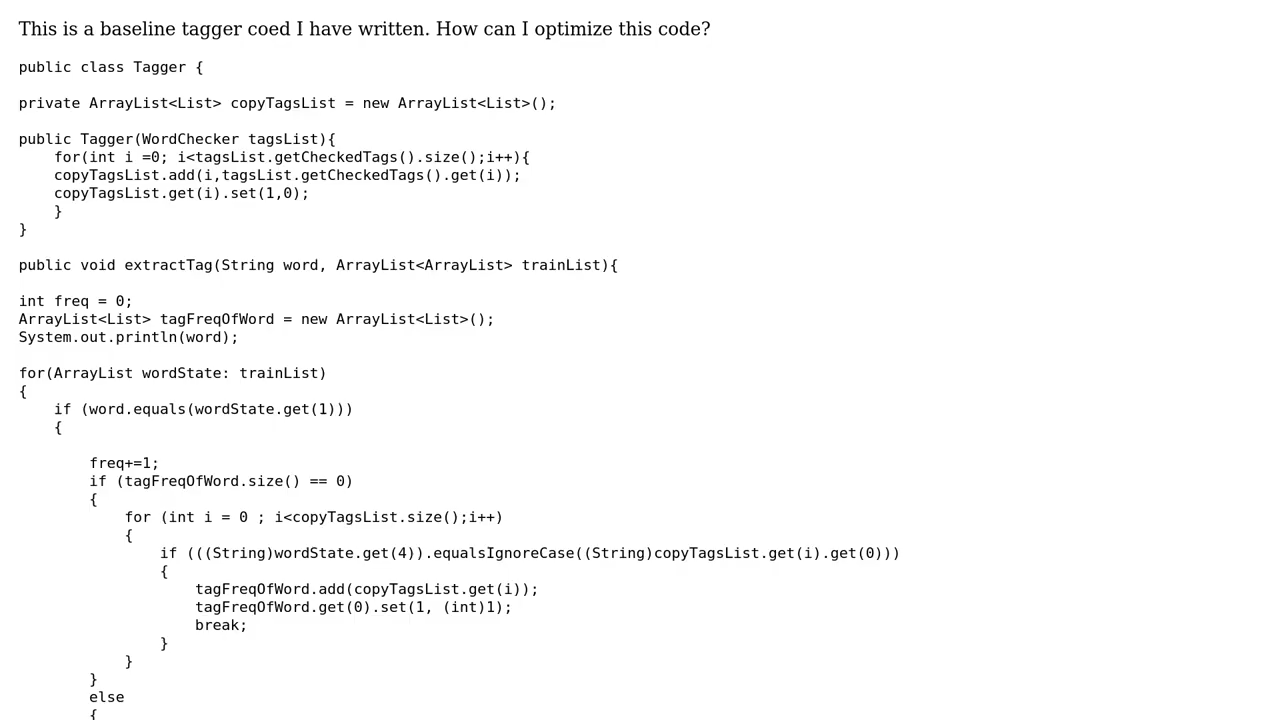 This is a baseline tagger coed I have written. How can I optimize this code?
public class Tagger {
private ArrayList<List> copyTagsList = new ArrayList<List>();
public Tagger(WordChecker tagsList){
    for(int i =0; i<tagsList.getCheckedTags().size();i++){
    copyTagsList.add(i,tagsList.getCheckedTags().get(i));
    copyTagsList.get(i).set(1,0);
    }
}
public void extractTag(String word, ArrayList<ArrayList> trainList){
int freq = 0;
ArrayList<List> tagFreqOfWord = new ArrayList<List>();
System.out.println(word);
for(ArrayList wordState: trainList)
{
    if (word.equals(wordState.get(1)))
    {
        freq+=1;
        if (tagFreqOfWord.size() == 0)
        {
            for (int i = 0 ; i<copyTagsList.size();i++)
            {
                if (((String)wordState.get(4)).equalsIgnoreCase((String)copyTagsList.get(i).get(0)))
                {
                    tagFreqOfWord.add(copyTagsList.get(i));
                    tagFreqOfWord.get(0).set(1, (int)1);
                    break;
                }
            }
        }
        else
        {